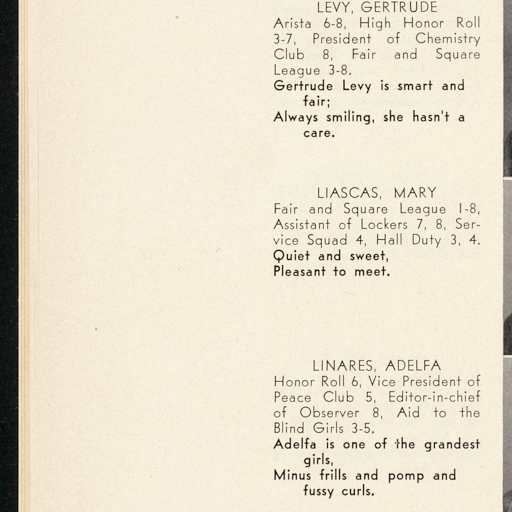 LEVY, GERTRUDE
Arista 6-8, High Honor Roll
3-7, President of Chemistry
Club 8, Fair and Square
League 3-8.
Gertrude Levy is smart and
fair;
Always smiling, she hasn't a
care.
LIASCAS, MARY
Fair and Square League 1-8,
Assistant of Lockers 7, 8, Ser-
vice Squad 4, Hall Duty 3, 4.
Quiet and sweet,
Pleasant to meet.
LINARES, ADELFA
Honor Roll 6, Vice President of
Peace Club 5, Editor-in-chief
of Observer 8, Aid to the
Blind Girls 3-5.
Adelfa is one of the grandest
girls,
Minus frills and pomp and
fussy curls.